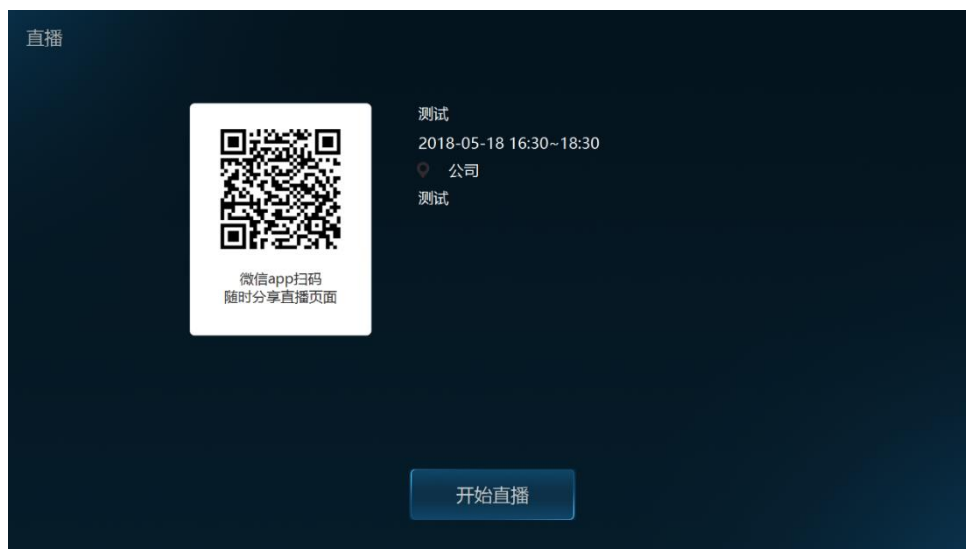 直播
测试
2018-05-18 16:30~18:30
公司
测试
微信app扫码
随时分享直播页面
开始直播